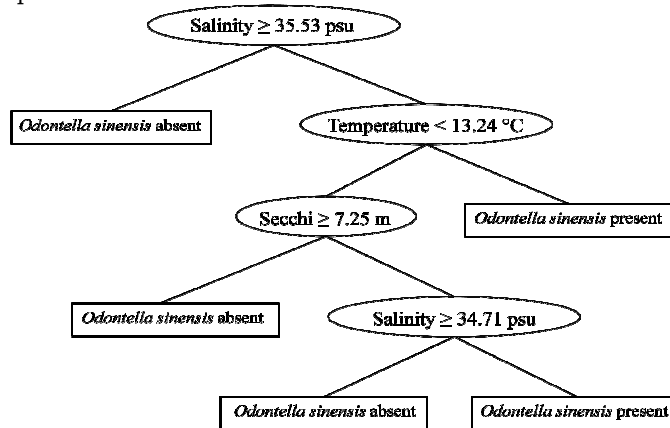 Salinity ≥ 35.53 psu
Odontella sinensis absent
Temperature < 13.24 °C
Secchi ≥ 7.25 m
Odontella sinensis present
Odontella sinensis absent
Salinity ≥ 34.71 psu
Odontella sinensis absent
Odontella sinensis present